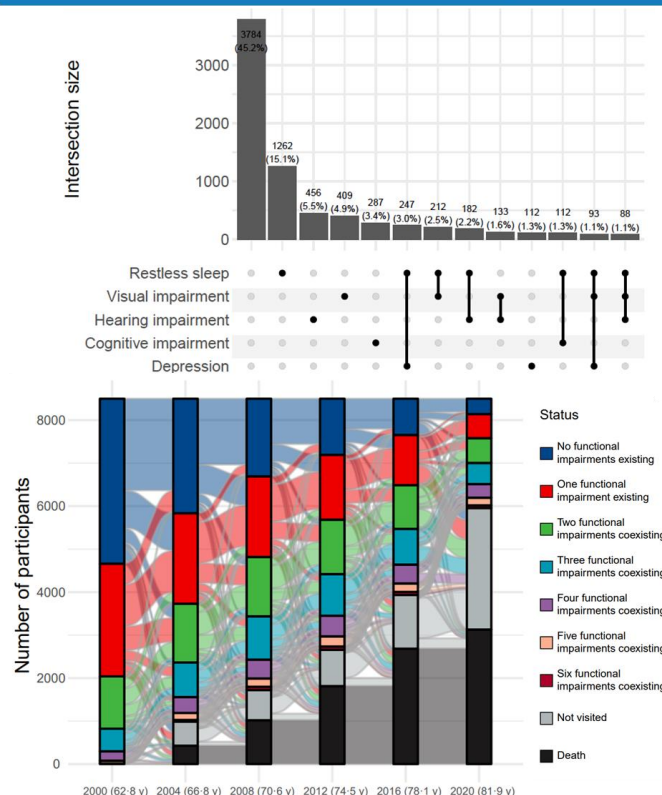 Intersection size
3000
2000
1000
0
3784
(45.2%)
1262
(15.1%)
456
(5.5%)
409
(4.9%)
287
(3.4%)
247
(3.0%)
212
(2.5%)
182
(2.2%)
133
(1.6%)
112
(1.3%)
112
(1.3%)
93
(1.1%)
88
(1.1%)
Restless sleep
Visual impairment
Hearing impairment
Cognitive impairment
Depression
Number of participants
8000
6000
4000
2000
0
2000 (62·8 y)
2004 (66·8 y)
2008 (70·6 y)
2012 (74·5 y)
2016 (78·1 y)
2020 (81·9 y)
Status
No functional
impairments existing
One functional
impairment existing
Two functional
impairments coexisting
Three functional
impairments coexisting
Four functional
impairments coexisting
Five functional
impairments coexisting
Six functional
impairments coexisting
Not visited
Death